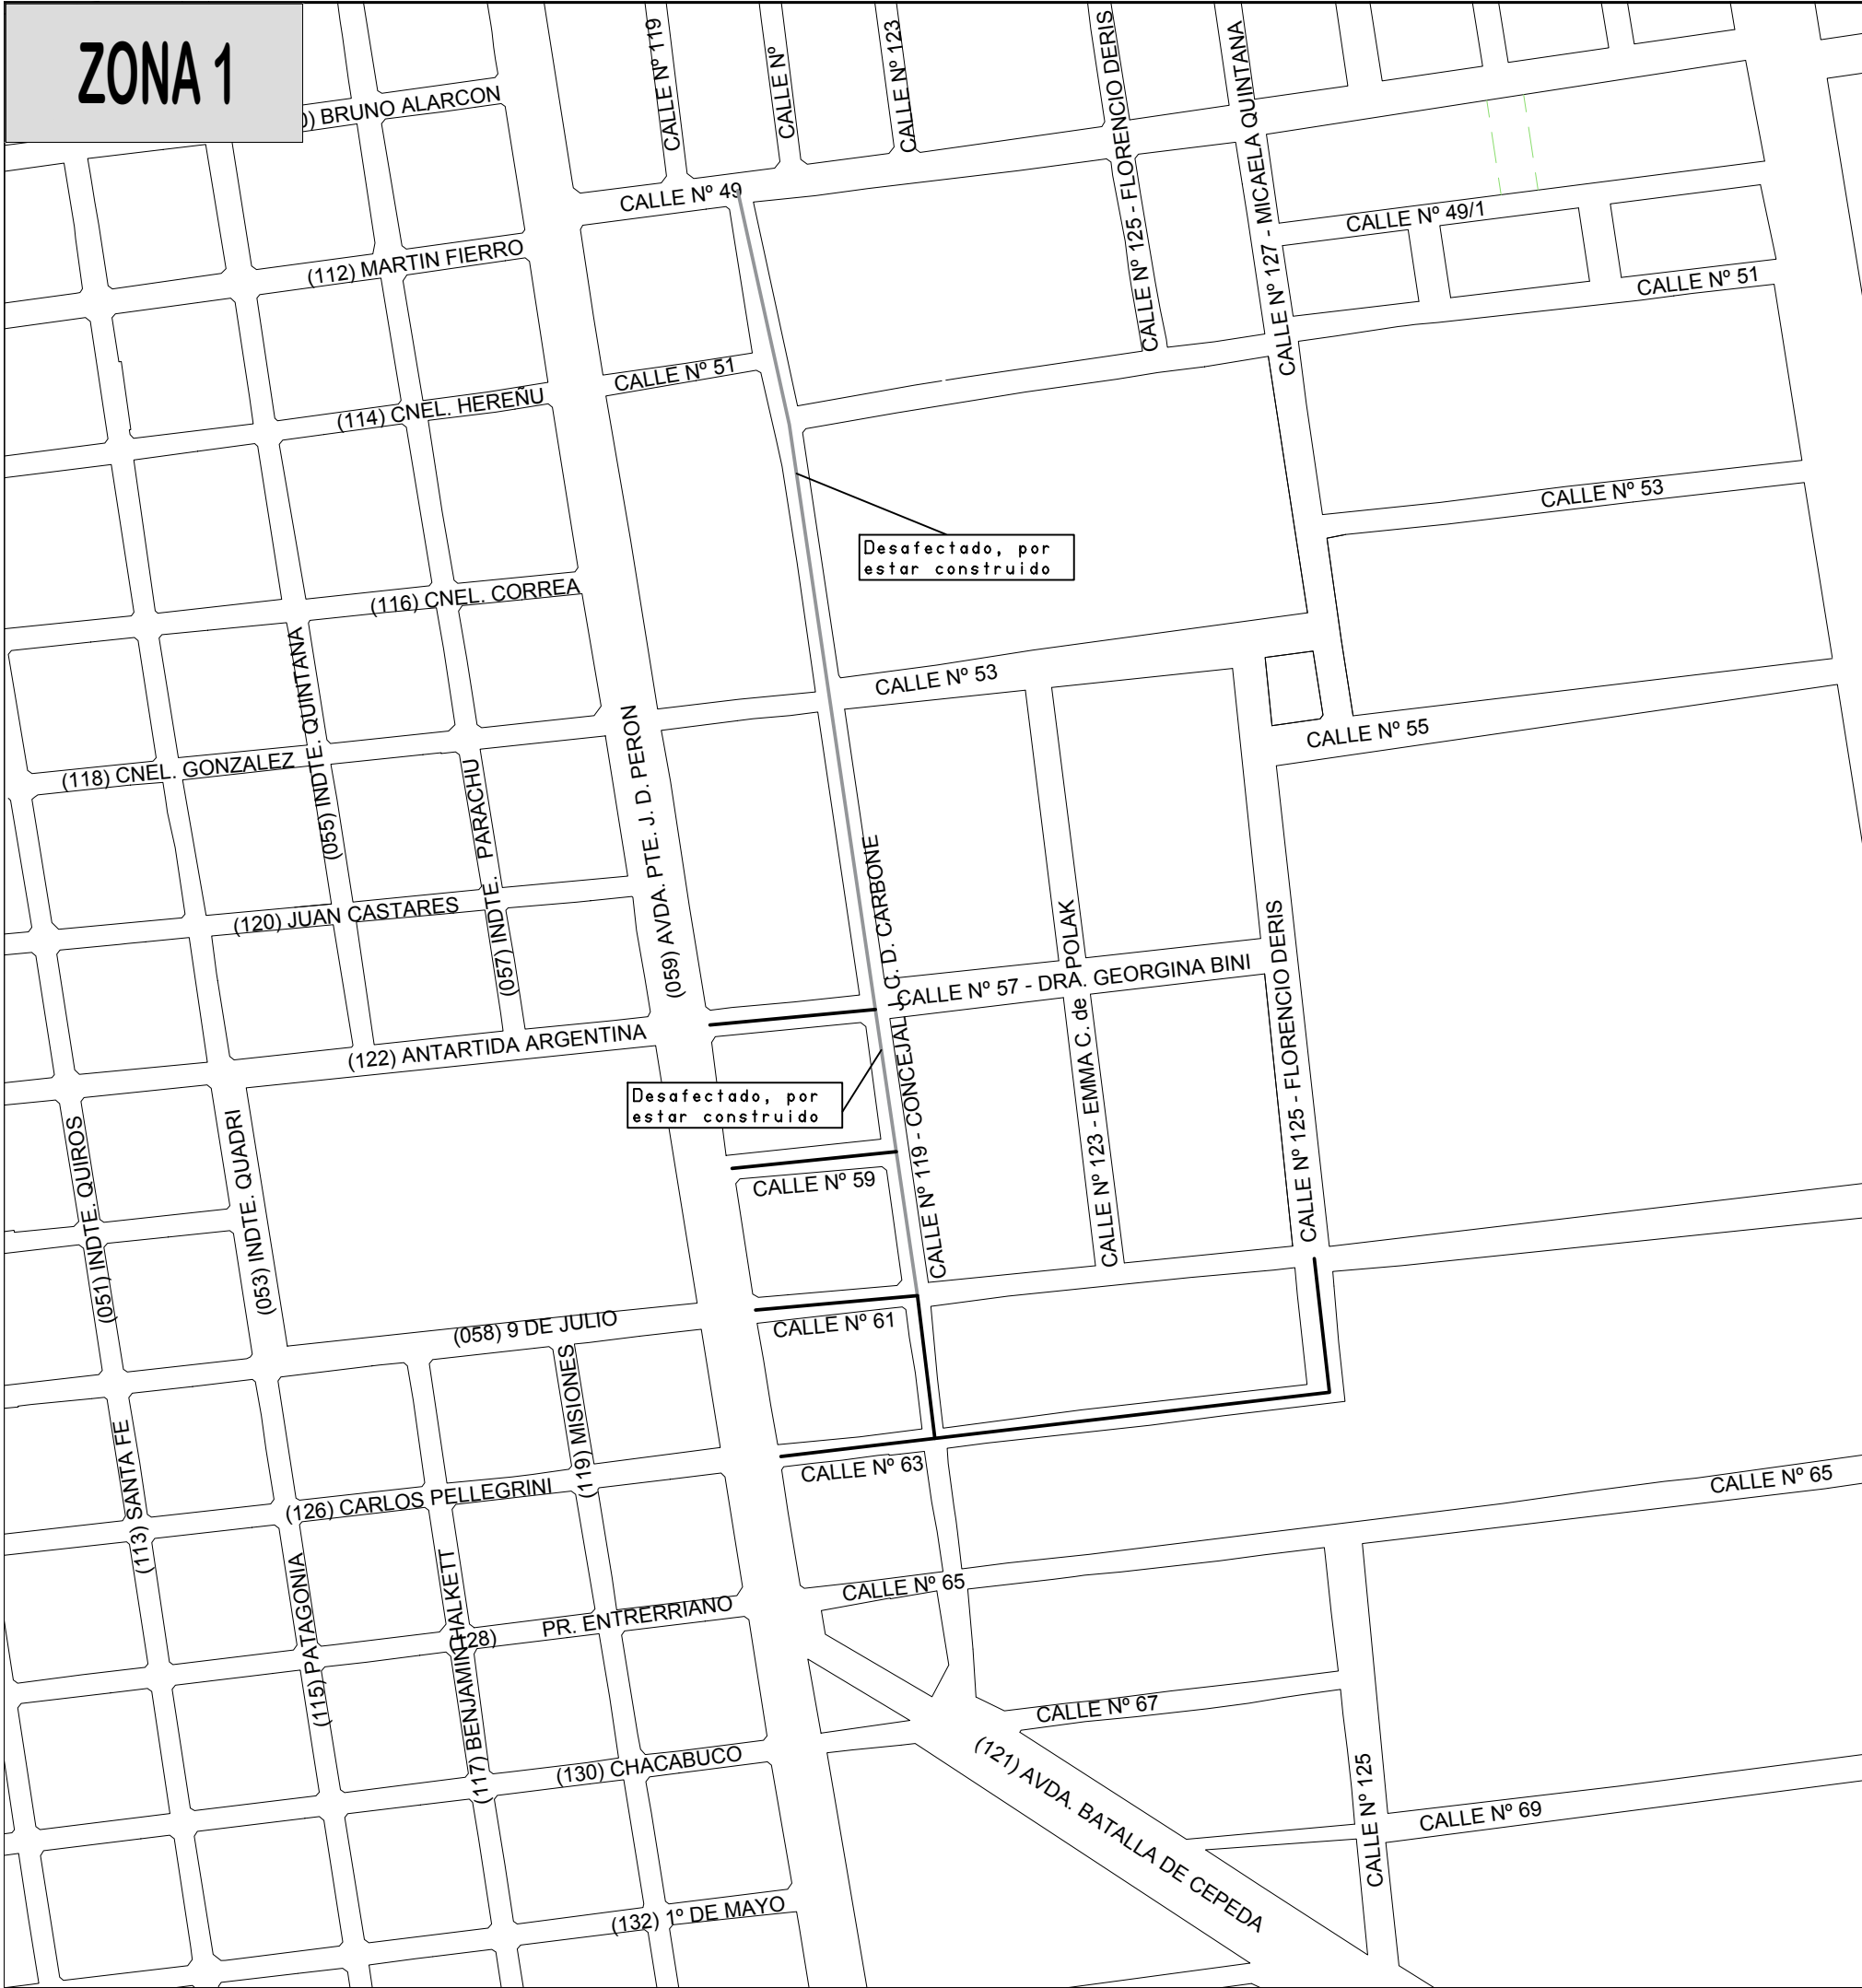 ZONA 1
0) BRUNO ALARCON
CALLE Nº 119
CALLE Nº
CALLE Nº 123
CALLE Nº 125 - FLORENCIO DERIS
CALLE Nº 127 - MICAELA QUINTANA
CALLE Nº 49
CALLE Nº 49/1
(112) MARTIN FIERRO
CALLE Nº 51
CALLE Nº 51
(114) CNEL. HEREÑU
CALLE Nº 53
Desafectado, por
estar construido
(116) CNEL. CORREA
CALLE Nº 53
CALLE Nº 55
(118) CNEL. GONZALEZ
(055) INDTE. QUINTANA
(057) INDTE. PARACHU
(059) AVDA. PTE. J. D. PERON
(120) JUAN CASTARES
CALLE Nº 119 - CONCEJAL J. C. D. CARBONE
CALLE Nº 57 - DRA. GEORGINA BINI
CALLE Nº 123 - EMMA C. de POLAK
CALLE Nº 125 - FLORENCIO DERIS
(122) ANTARTIDA ARGENTINA
Desafectado, por
estar construido
(051) INDTE. QUIROS
(053) INDTE. QUADRI
CALLE Nº 59
(058) 9 DE JULIO
CALLE Nº 61
(119) MISIONES
(113) SANTA FE
CALLE Nº 63
CALLE Nº 65
(126) CARLOS PELLEGRINI
(115) PATAGONIA
(117) BENJAMIN HALKETT
CALLE Nº 65
(128) PR. ENTRERRIANO
CALLE Nº 67
(130) CHACABUCO
(121) AVDA. BATALLA DE CEPEDA
CALLE Nº 125
CALLE Nº 69
(132) 1º DE MAYO